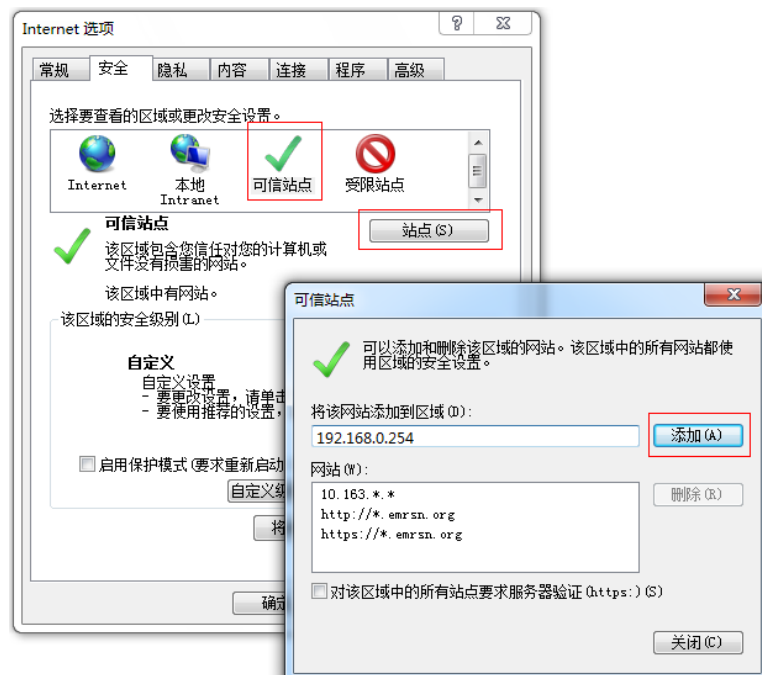 Internet 选项
常规 安全 隐私 内容 连接 程序 高级
选择要查看的区域或更改安全设置。
Internet
本地
Intranet
可信站点
受限站点
可信站点
站点(S)
该区域包含您信任对您的计算机或
文件没有损害的网站。
该区域中有网站。
该区域的安全级别(L)
自定义
自定义设置
- 要更改设置，请单击
- 要使用推荐的设置，
启用保护模式(要求重新启动
自定义级
将
确定
可信站点
可以添加和删除该区域的网站。该区域中的所有网站都使
用区域的安全设置。
将该网站添加到区域(D):
192.168.0.254
添加(A)
网站(W):
10.163.*.*
http://*.emrsn.org
https://*.emrsn.org
删除(R)
对该区域中的所有站点要求服务器验证(https:)(S)
关闭(C)